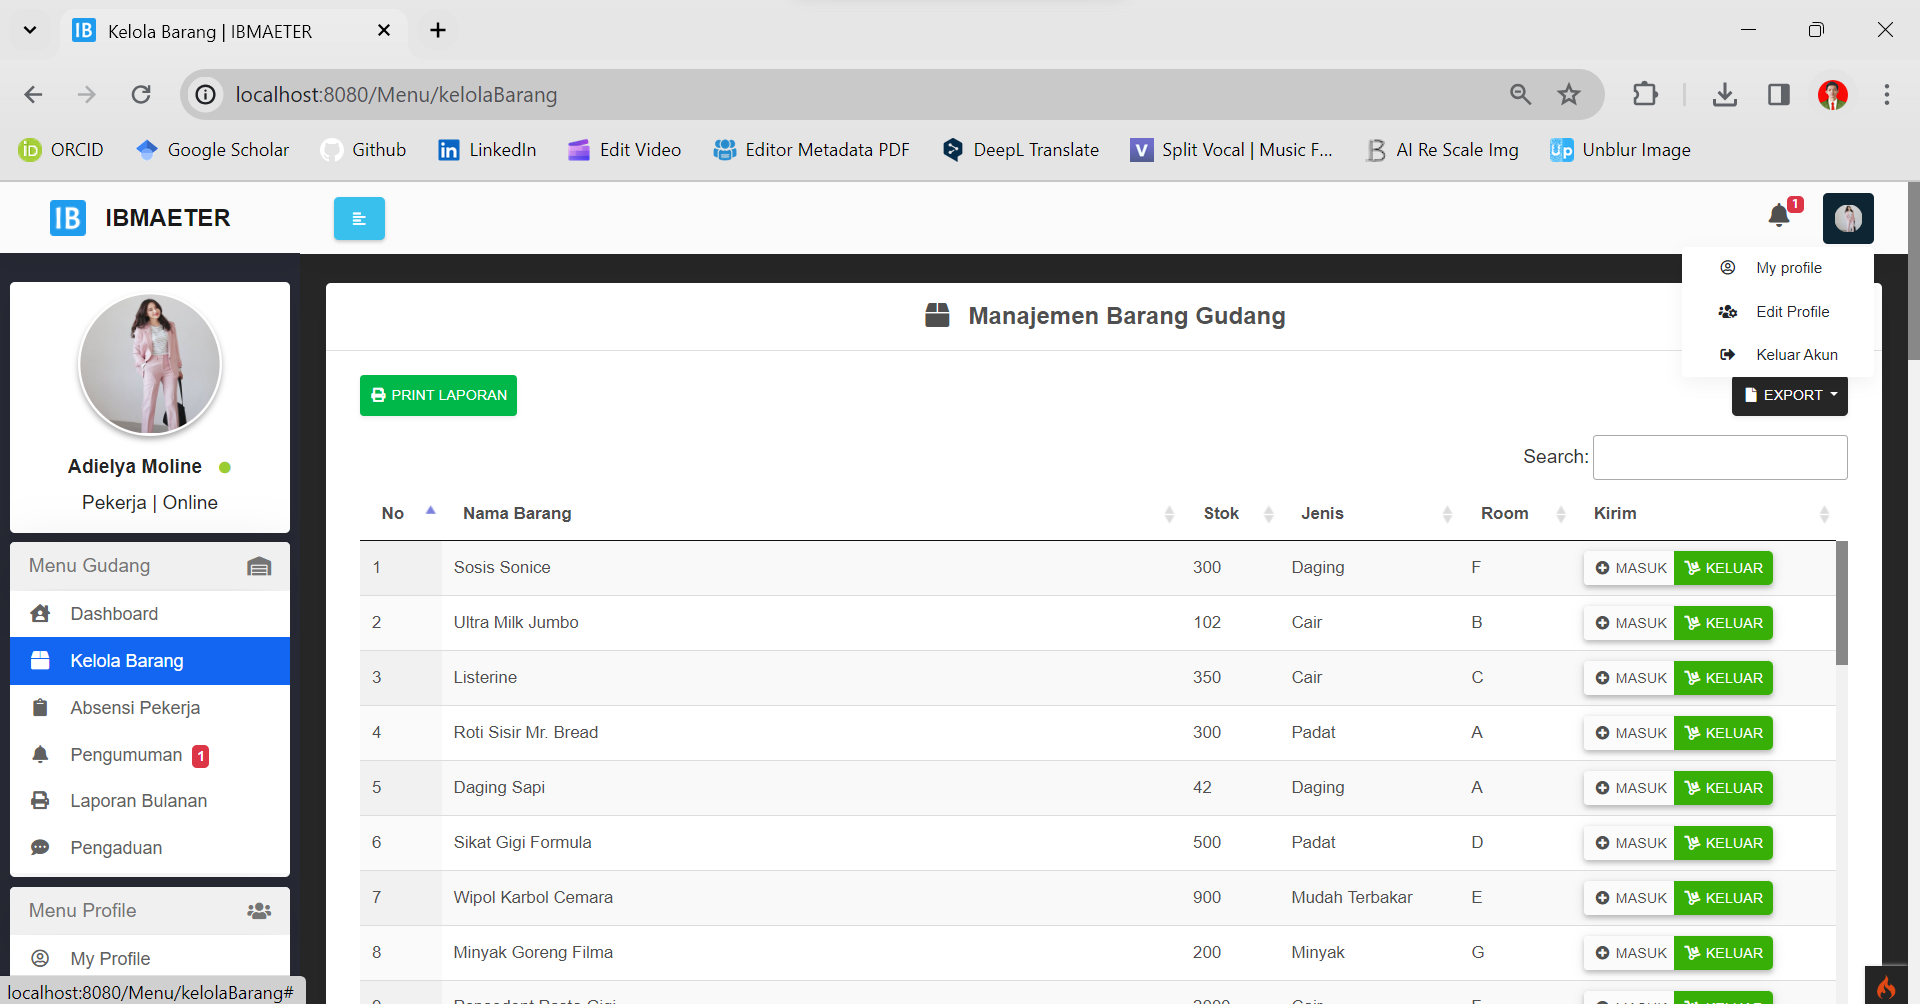 Kelola Barang | IBMAETER
localhost:8080/Menu/kelolaBarang
ORCID Google Scholar Github LinkedIn Edit Video Editor Metadata PDF DeepL Translate Split Vocal | Music F... AI Re Scale Img Unblur Image
IB IBMAETER 1
My profile
Edit Profile
Keluar Akun
Adielya Moline
Pekerja | Online
Menu Gudang
Dashboard
Kelola Barang
Absensi Pekerja
Pengumuman 1
Laporan Bulanan
Pengaduan
Menu Profile
My Profile
localhost:8080/Menu/kelolaBarang#
Manajemen Barang Gudang
PRINT LAPORAN EXPORT
Search:
No Nama Barang Stok Jenis Room Kirim
1 Sosis Sonice 300 Daging F MASUK KELUAR
2 Ultra Milk Jumbo 102 Cair B MASUK KELUAR
3 Listerine 350 Cair C MASUK KELUAR
4 Roti Sisir Mr. Bread 300 Padat A MASUK KELUAR
5 Daging Sapi 42 Daging A MASUK KELUAR
6 Sikat Gigi Formula 500 Padat D MASUK KELUAR
7 Wipol Karbol Cemara 900 Mudah Terbakar E MASUK KELUAR
8 Minyak Goreng Filma 200 Minyak G MASUK KELUAR